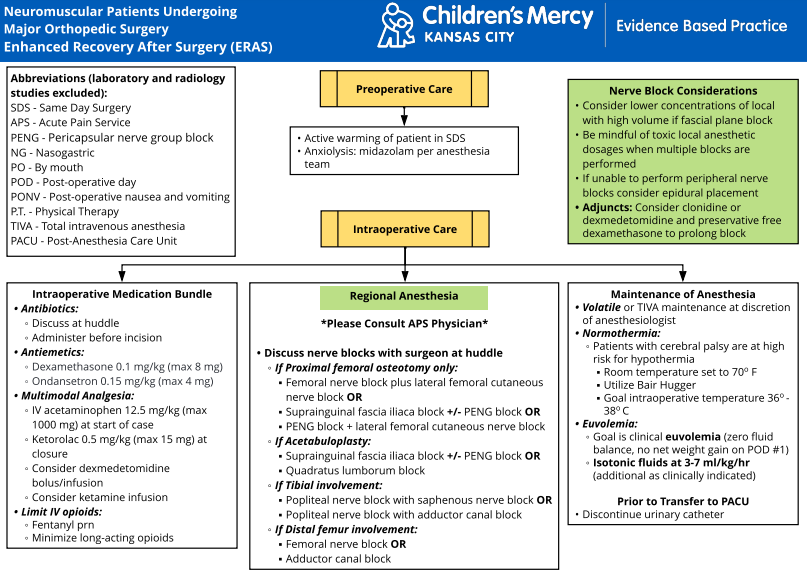 Neuromuscular Patients Undergoing
Major Orthopedic Surgery
Enhanced Recovery After Surgery (ERAS)
Children's Mercy
KANSAS CITY
Evidence Based Practice
Abbreviations (laboratory and radiology
studies excluded):
SDS - Same Day Surgery
APS - Acute Pain Service
PENG - Pericapsular nerve group block
NG - Nasogastric
PO - By mouth
POD - Post-operative day
PONV - Post-operative nausea and vomiting
P.T. - Physical Therapy
TIVA - Total intravenous anesthesia
PACU - Post-Anesthesia Care Unit
Preoperative Care
• Active warming of patient in SDS
• Anxiolysis: midazolam per anesthesia
team
Nerve Block Considerations
• Consider lower concentrations of local
with high volume if fascial plane block
• Be mindful of toxic local anesthetic
dosages when multiple blocks are
performed
• If unable to perform peripheral nerve
blocks consider epidural placement
• Adjuncts: Consider clonidine or
dexmedetomidine and preservative free
dexamethasone to prolong block
Intraoperative Care
Intraoperative Medication Bundle
• Antibiotics:
◦ Discuss at huddle
◦ Administer before incision
• Antiemetics:
◦ Dexamethasone 0.1 mg/kg (max 8 mg)
◦ Ondansetron 0.15 mg/kg (max 4 mg)
• Multimodal Analgesia:
◦ IV acetaminophen 12.5 mg/kg (max
1000 mg) at start of case
◦ Ketorolac 0.5 mg/kg (max 15 mg) at
closure
◦ Consider dexmedetomidine
bolus/infusion
◦ Consider ketamine infusion
• Limit IV opioids:
◦ Fentanyl prn
◦ Minimize long-acting opioids
Regional Anesthesia
*Please Consult APS Physician*
• Discuss nerve blocks with surgeon at huddle
◦ If Proximal femoral osteotomy only:
▪ Femoral nerve block plus lateral femoral cutaneous
nerve block OR
▪ Suprainguinal fascia iliaca block +/- PENG block OR
▪ PENG block + lateral femoral cutaneous nerve block
◦ If Acetabuloplasty:
▪ Suprainguinal fascia iliaca block +/- PENG block OR
▪ Quadratus lumborum block
◦ If Tibial involvement:
▪ Popliteal nerve block with saphenous nerve block OR
▪ Popliteal nerve block with adductor canal block
◦ If Distal femur involvement:
▪ Femoral nerve block OR
▪ Adductor canal block
Maintenance of Anesthesia
• Volatile or TIVA maintenance at discretion
of anesthesiologist
• Normothermia:
◦ Patients with cerebral palsy are at high
risk for hypothermia
▪ Room temperature set to 70⁰ F
▪ Utilize Bair Hugger
▪ Goal intraoperative temperature 36⁰ -
38⁰ C
• Euvolemia:
◦ Goal is clinical euvolemia (zero fluid
balance, no net weight gain on POD #1)
◦ Isotonic fluids at 3-7 ml/kg/hr
(additional as clinically indicated)
Prior to Transfer to PACU
• Discontinue urinary catheter